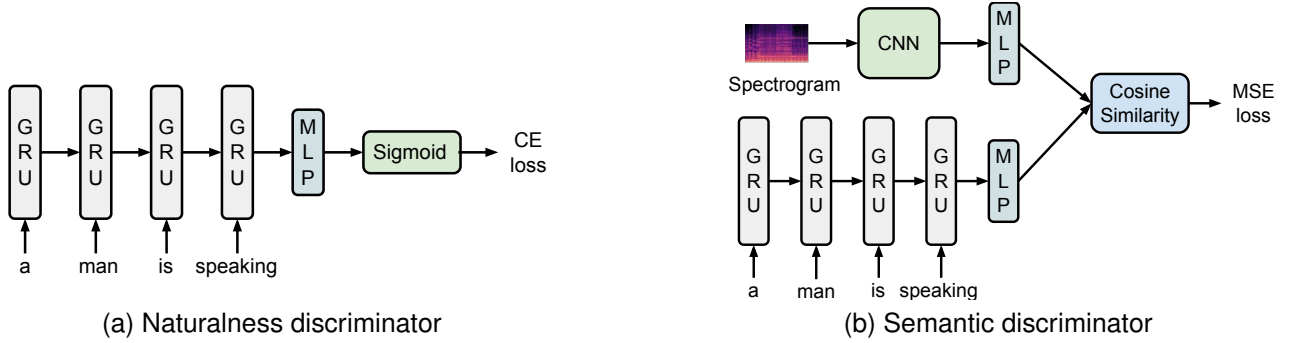 G R U
G R U
G R U
G R U
M L P
Sigmoid
CE
loss
a
man
is
speaking
(a) Naturalness discriminator
Spectrogram
CNN
M L P
G R U
G R U
G R U
G R U
M L P
Cosine
Similarity
MSE
loss
a
man
is
speaking
(b) Semantic discriminator